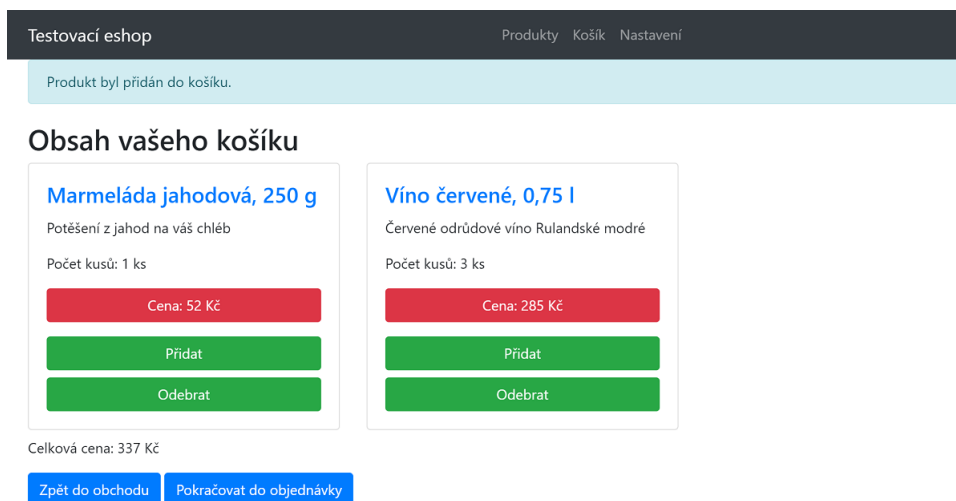 Testovací eshop
Produkty Košík Nastavení
Produkt byl přidán do košíku.
Obsah vašeho košíku
Marmeláda jahodová, 250 g
Potěšení z jahod na váš chléb
Počet kusů: 1 ks
Cena: 52 Kč
Přidat
Odebrat
Víno červené, 0,75 l
Červené odrůdové víno Rulandské modré
Počet kusů: 3 ks
Cena: 285 Kč
Přidat
Odebrat
Celková cena: 337 Kč
Zpět do obchodu Pokračovat do objednávky